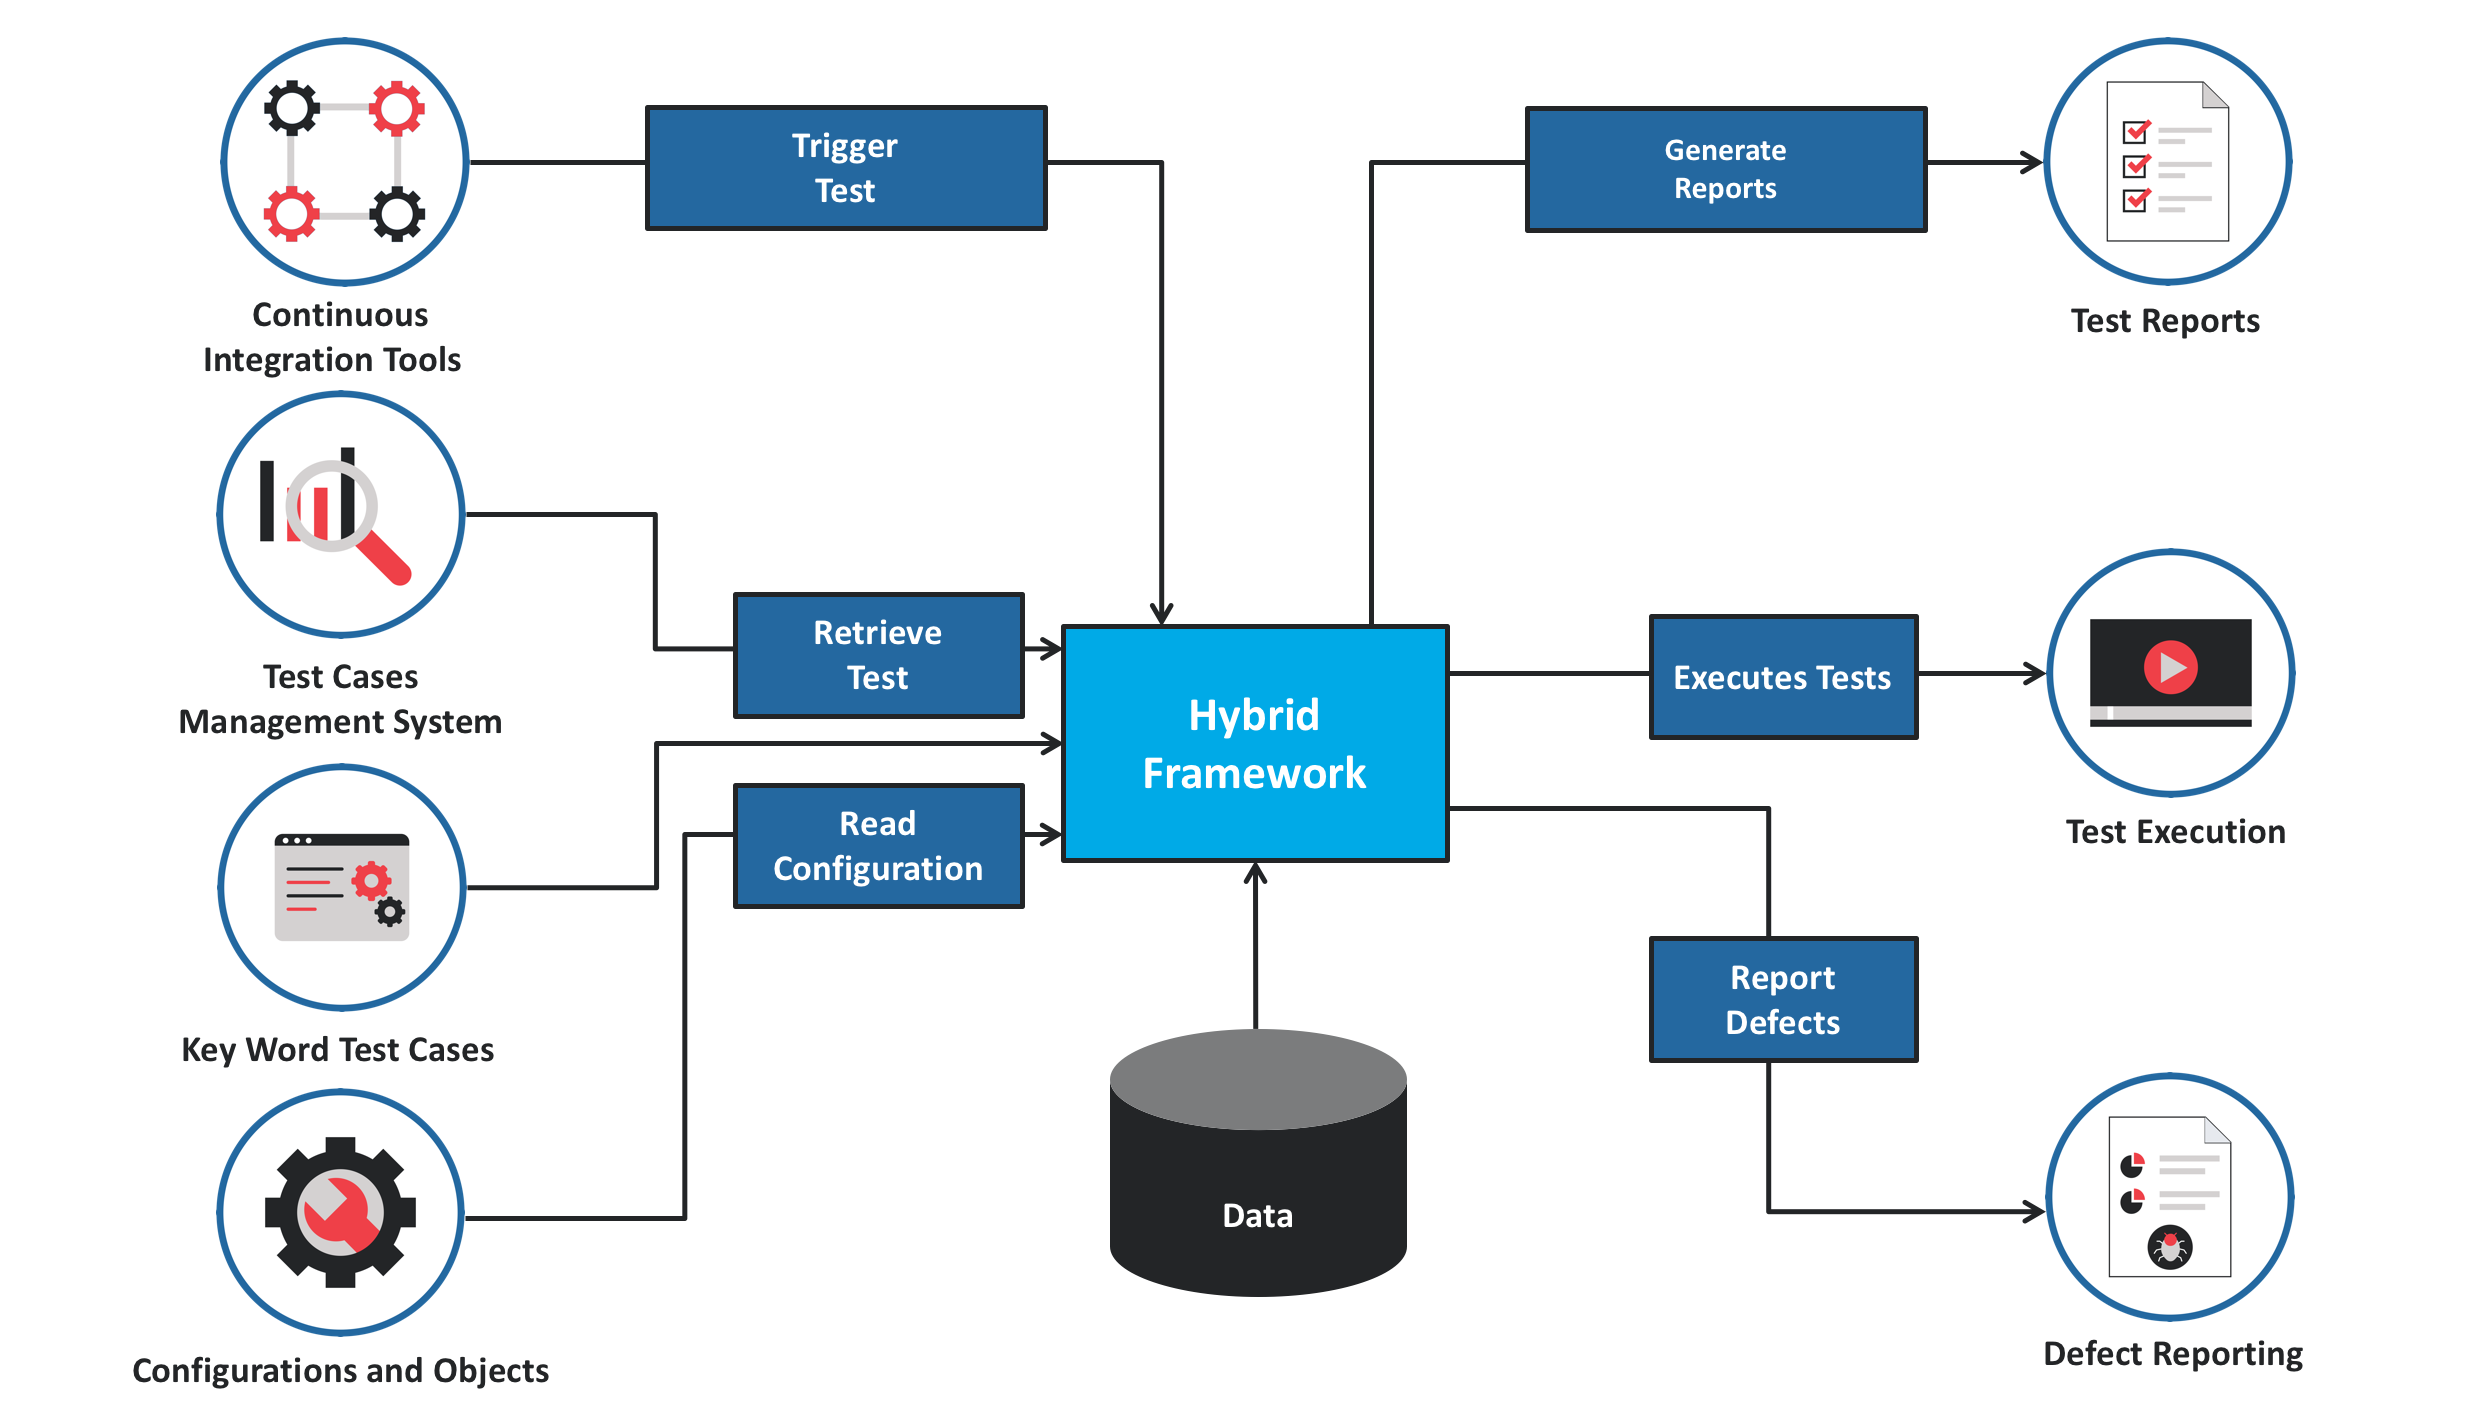 Trigger
Test
Generate
Reports
Continuous
Integration Tools
Test Reports
Retrieve
Test
Test Cases
Management System
Hybrid
Framework
Executes Tests
Test Execution
Read
Configuration
Key Word Test Cases
Report
Defects
Data
Configurations and Objects
Defect Reporting